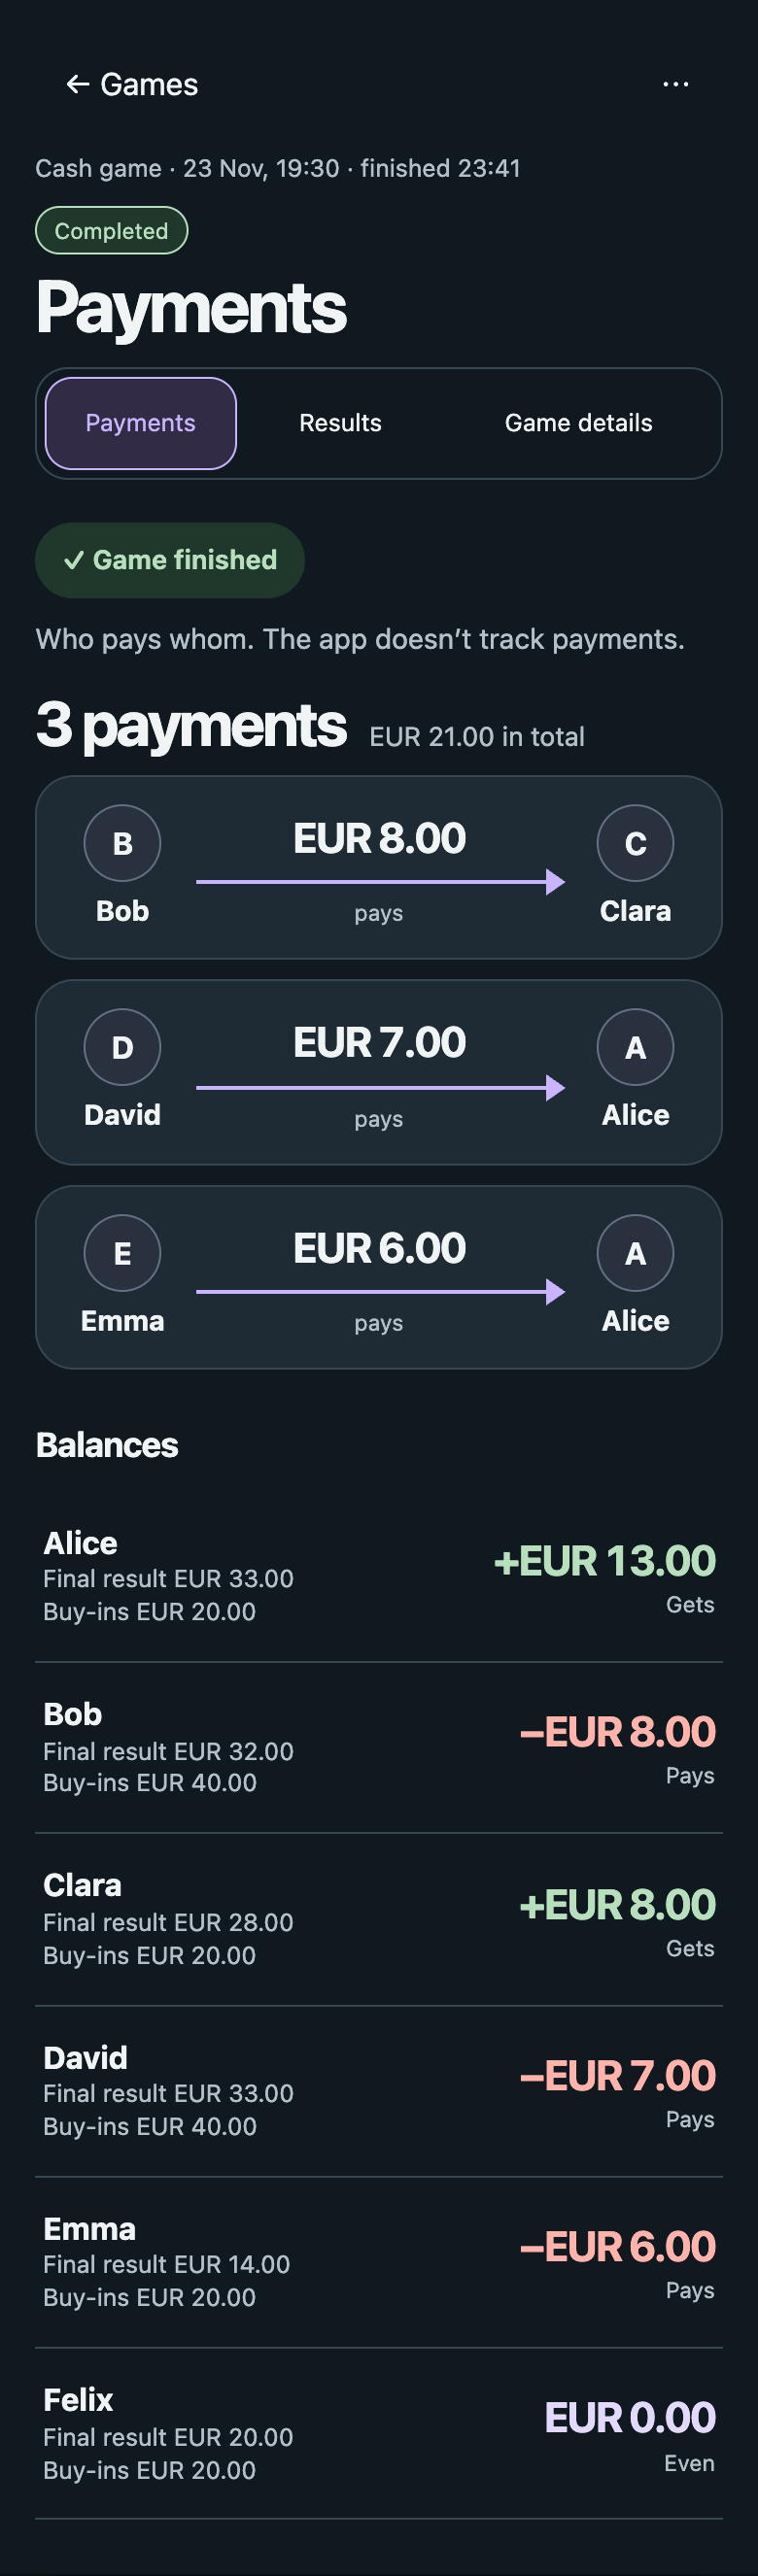 ← Games
...
Cash game · 23 Nov, 19:30 · finished 23:41
Completed
Payments
Payments Results Game details
✓ Game finished
Who pays whom. The app doesn’t track payments.
3 payments EUR 21.00 in total
B EUR 8.00 C
Bob pays Clara
D EUR 7.00 A
David pays Alice
E EUR 6.00 A
Emma pays Alice
Balances
Alice
Final result EUR 33.00
Buy-ins EUR 20.00
+EUR 13.00
Gets
Bob
Final result EUR 32.00
Buy-ins EUR 40.00
–EUR 8.00
Pays
Clara
Final result EUR 28.00
Buy-ins EUR 20.00
+EUR 8.00
Gets
David
Final result EUR 33.00
Buy-ins EUR 40.00
–EUR 7.00
Pays
Emma
Final result EUR 14.00
Buy-ins EUR 20.00
–EUR 6.00
Pays
Felix
Final result EUR 20.00
Buy-ins EUR 20.00
EUR 0.00
Even